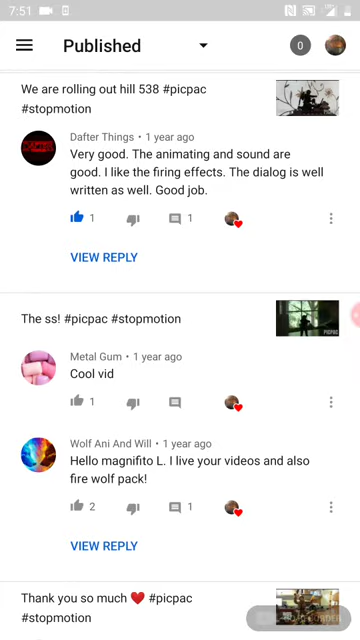 7:51
Published
0
We are rolling out hill 538 #picpac
#stopmotion
Dafter Things • 1 year ago
Very good. The animating and sound are
good. I like the firing effects. The dialog is well
written as well. Good job.
1
1
VIEW REPLY
The ss! #picpac #stopmotion
PICPAC
Metal Gum • 1 year ago
Cool vid
1
Wolf Ani And Will • 1 year ago
Hello magnifito L. I live your videos and also
fire wolf pack!
2
1
VIEW REPLY
Thank you so much ❤️ #picpac
#stopmotion